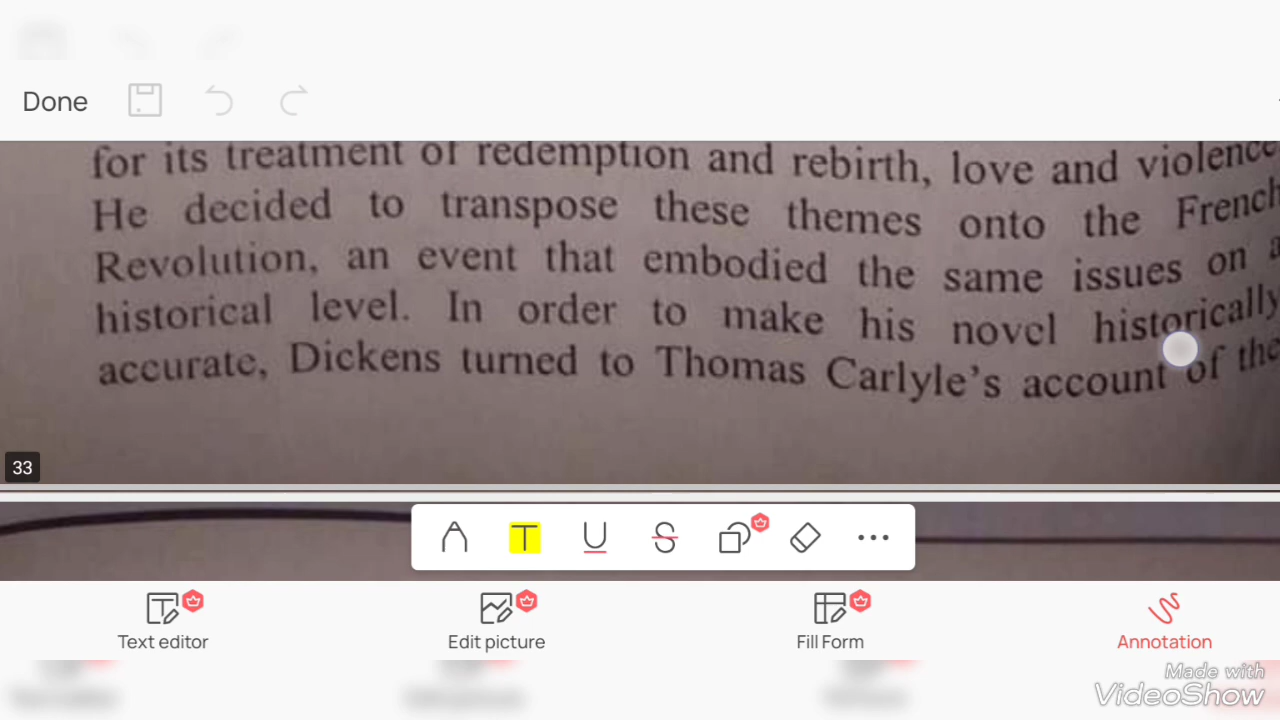 Done
for its treatment of redemption and rebirth, love and violence
He decided to transpose these themes onto the French
Revolution, an event that embodied the same issues on a
historical level. In order to make his novel historically
accurate, Dickens turned to Thomas Carlyle's account of the
33
T U S
Text editor Edit picture Fill Form Annotation
Made with
VideoShow